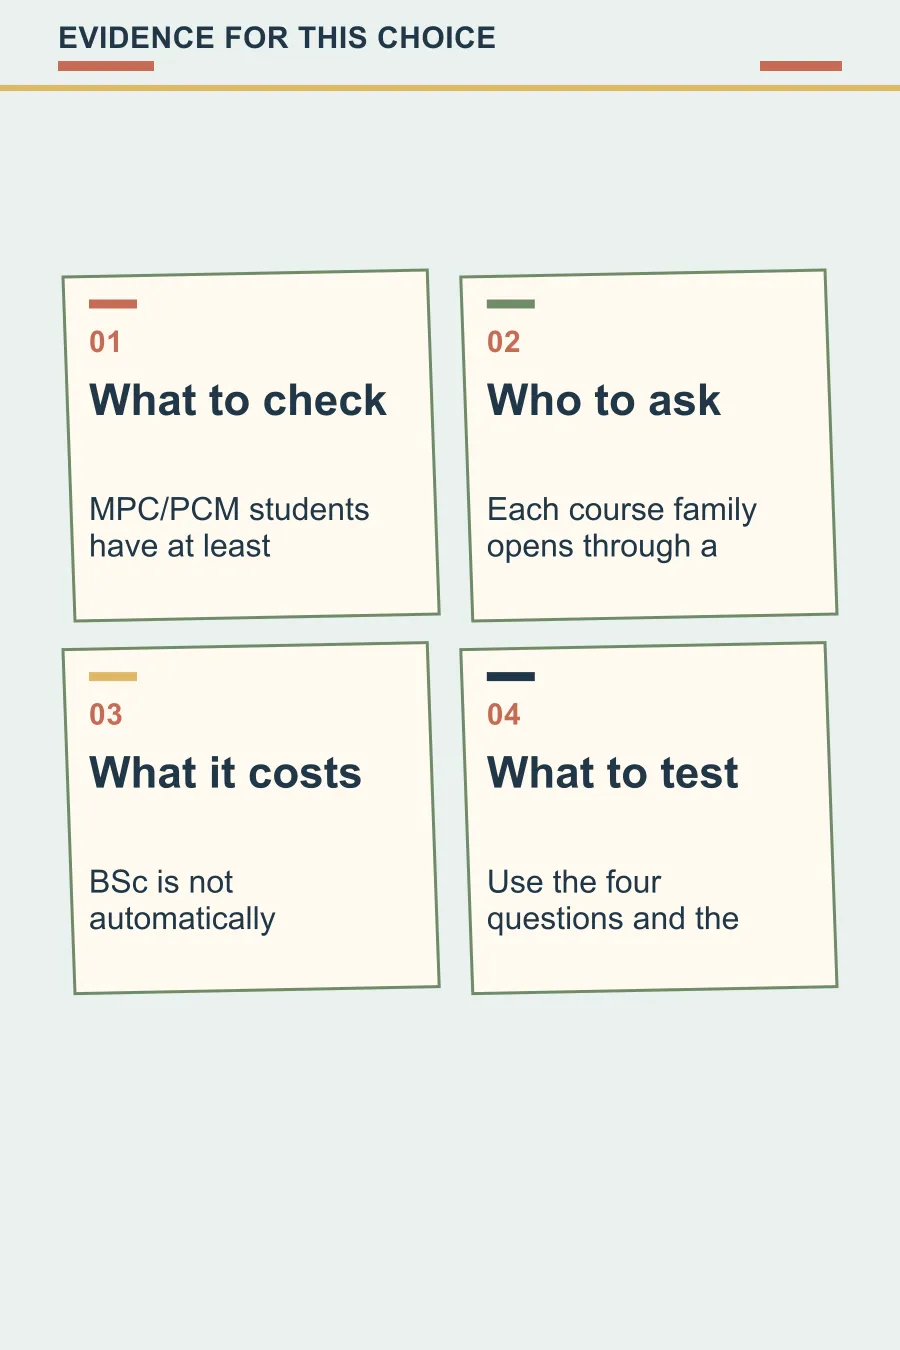 EVIDENCE FOR THIS CHOICE
01
What to check
MPC/PCM students
have at least
02
Who to ask
Each course family
opens through a
03
What it costs
BSc is not
automatically
04
What to test
Use the four
questions and the